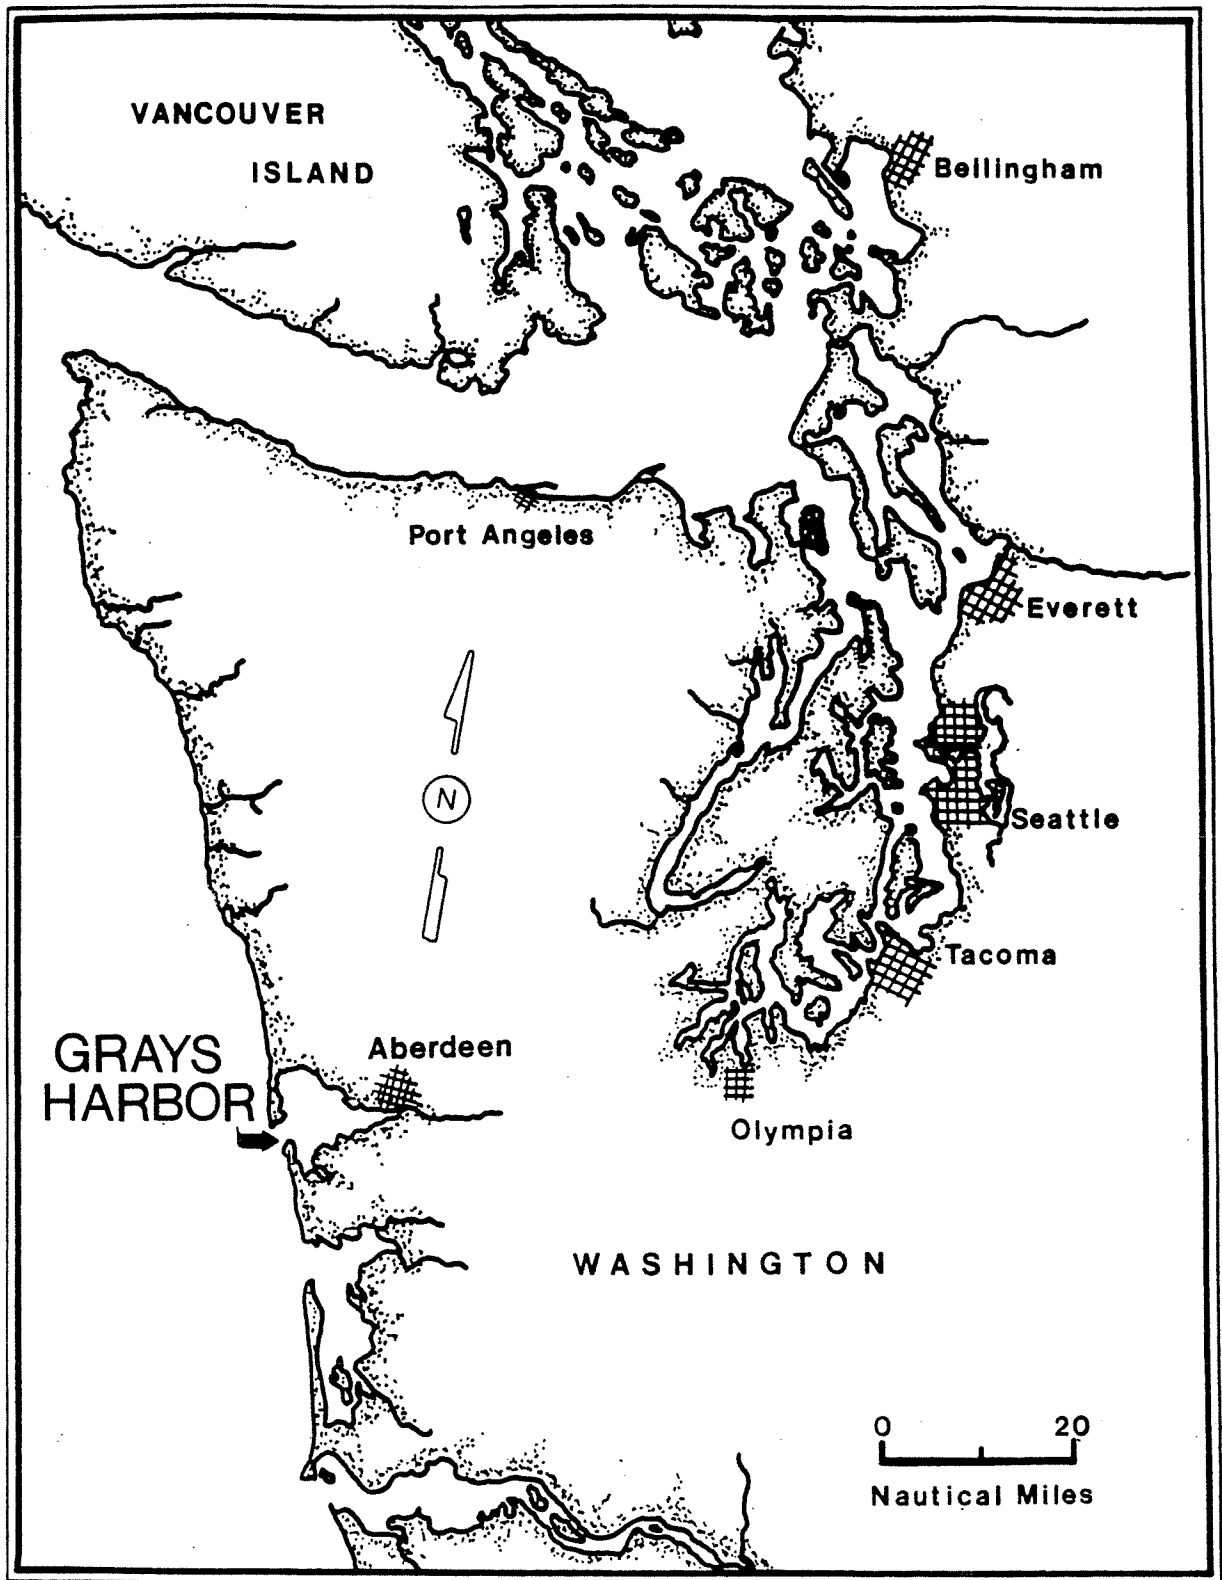 VANCOUVER
ISLAND
Bellingham
Port Angeles
Everett
N
Seattle
Tacoma
GRAYS
HARBOR
Aberdeen
Olympia
WASHINGTON
0 20
Nautical Miles